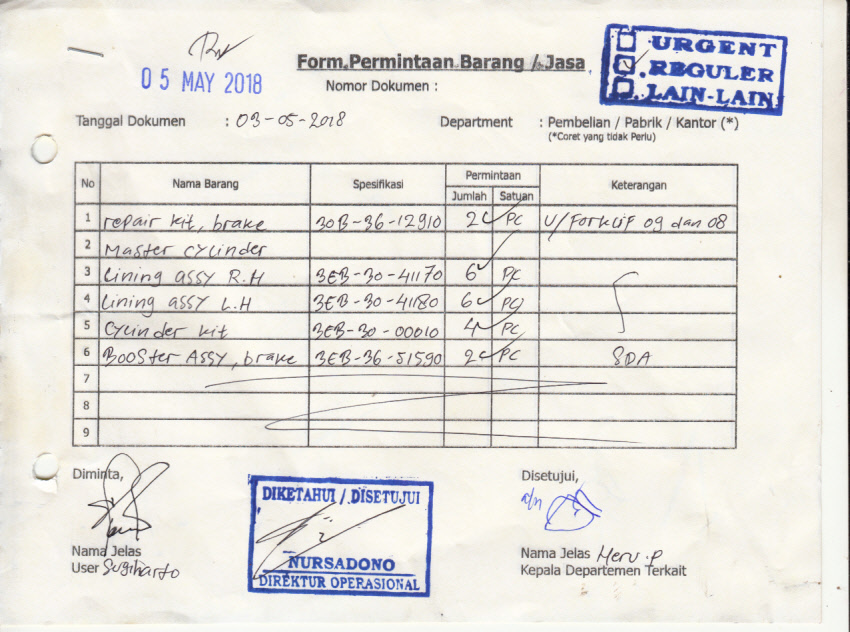 Form Permintaan Barang / Jasa
URGENT
REGULER
LAIN-LAIN
05 MAY 2018
Nomor Dokumen :
Tanggal Dokumen : 03-05-2018
Department : Pembelian / Pabrik / Kantor (*)
(*Coret yang tidak Perlu)
No Nama Barang Spesifikasi Permintaan Keterangan
Jumlah Satuan
1 repair kit, brake 30B-36-12910 2 PC U/Forklif 09 dan 08
2 Master cylinder
3 Lining assy R.H 3EB-30-41170 6 PC
4 Lining assy L.H 3EB-30-41180 6 PC
5 Cylinder kit 3EB-30-00010 4 PC
6 Booster Assy, brake 3EB-36-51590 2 PC SDA
7
8
9
Diminta,
Disetujui,
a/n
DIKETAHUI / DISETUJUI
NURSADONO
DIREKTUR OPERASIONAL
Nama Jelas
User Sugiharto
Nama Jelas Heru.P
Kepala Departemen Terkait